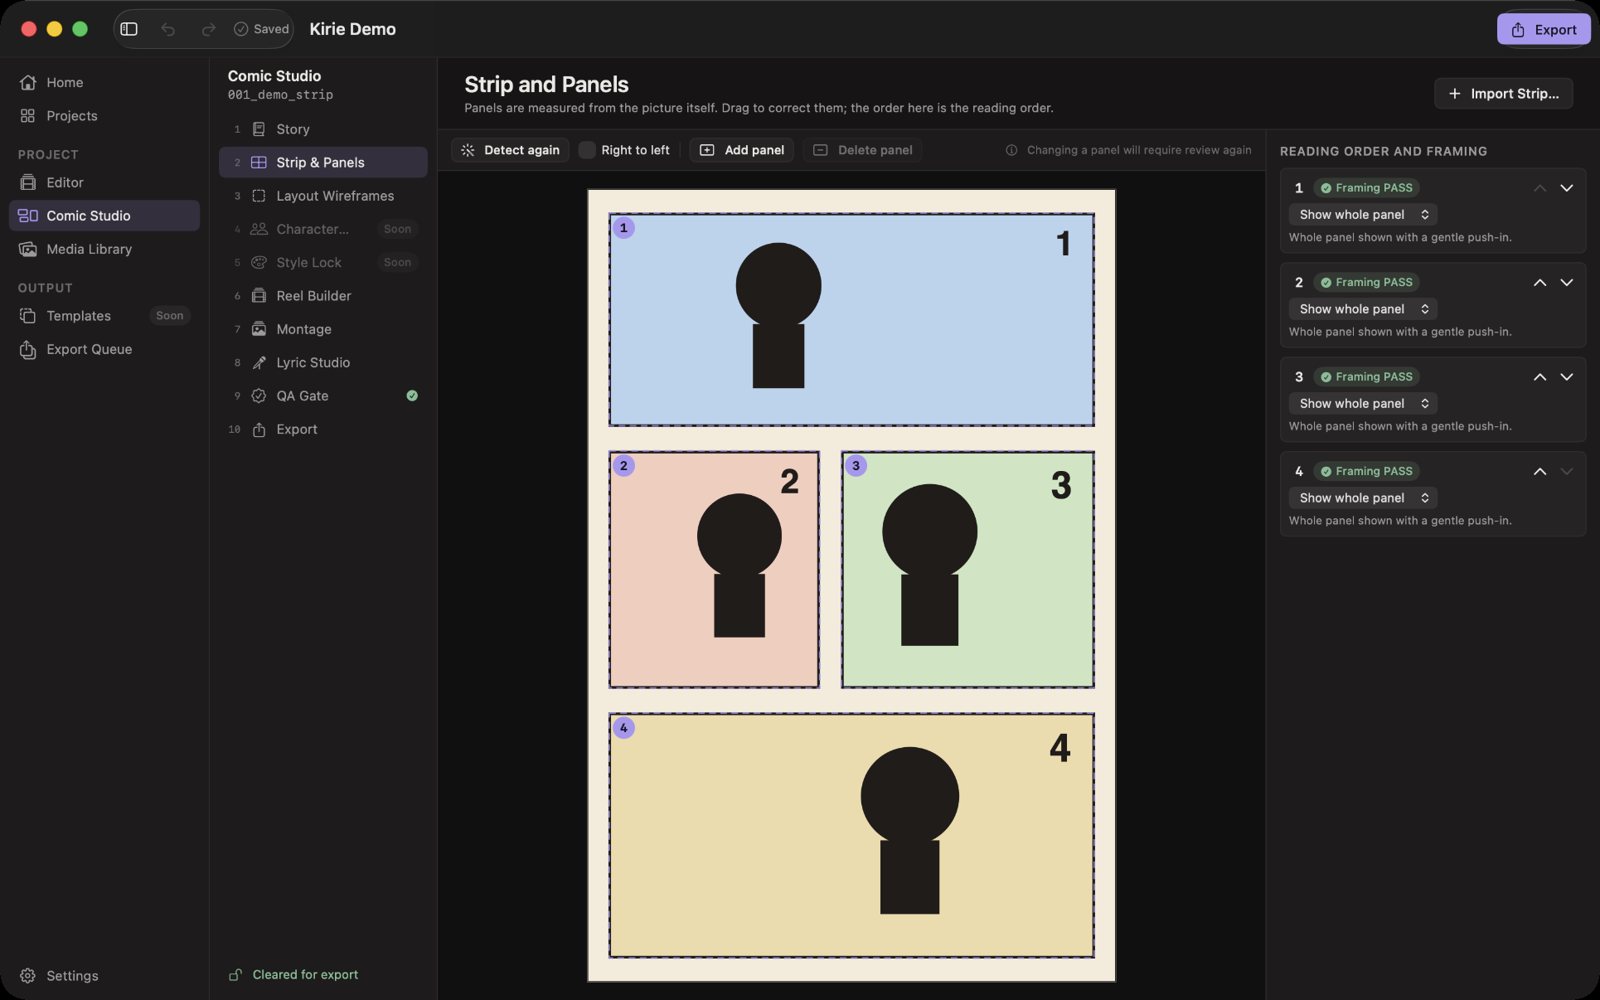 Saved
Kirie Demo
Export
Home
Projects
PROJECT
Editor
Comic Studio
Media Library
OUTPUT
Templates
Soon
Export Queue
Settings
Comic Studio
001_demo_strip
1 Story
2 Strip & Panels
3 Layout Wireframes
4 Character... Soon
5 Style Lock Soon
6 Reel Builder
7 Montage
8 Lyric Studio
9 QA Gate
10 Export
Cleared for export
Strip and Panels
Panels are measured from the picture itself. Drag to correct them; the order here is the reading order.
Import Strip...
Detect again
Right to left
Add panel
Delete panel
Changing a panel will require review again
1
1
2
2
3
3
4
4
READING ORDER AND FRAMING
1 Framing PASS
Show whole panel
Whole panel shown with a gentle push-in.
2 Framing PASS
Show whole panel
Whole panel shown with a gentle push-in.
3 Framing PASS
Show whole panel
Whole panel shown with a gentle push-in.
4 Framing PASS
Show whole panel
Whole panel shown with a gentle push-in.